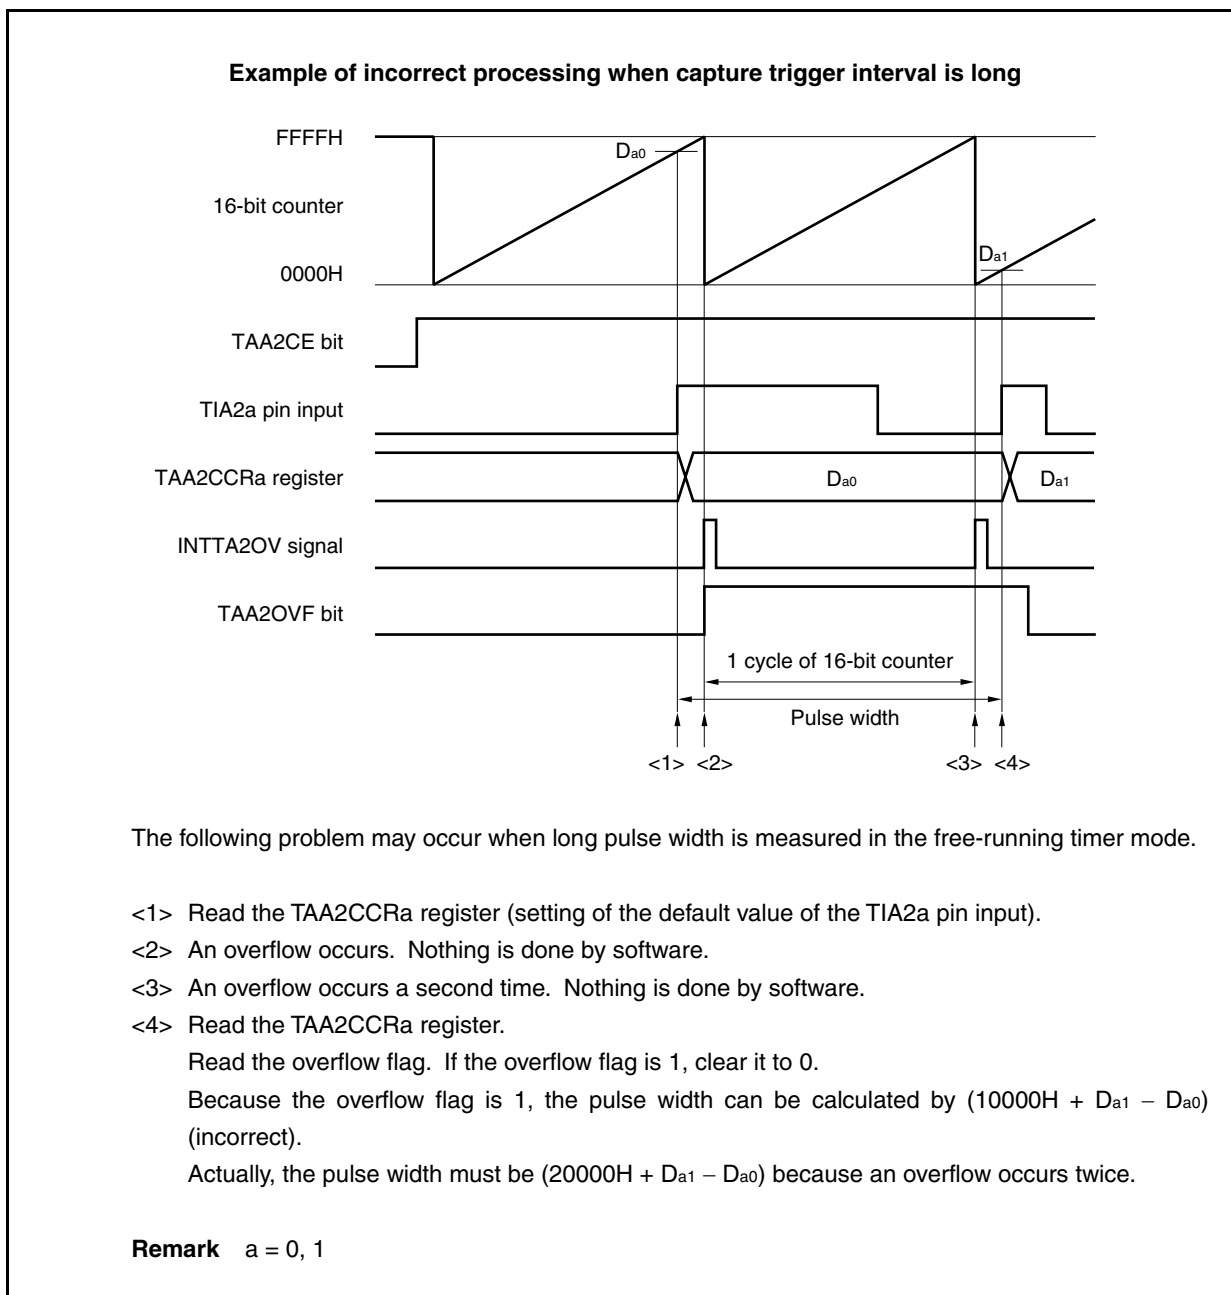 Example of incorrect processing when capture trigger interval is long
FFFFH
Da0
16-bit counter
Da1
0000H
TAA2CE bit
TIA2a pin input
TAA2CCRa register
Da0
Da1
INTTA2OV signal
TAA2OVF bit
1 cycle of 16-bit counter
Pulse width
<1> <2> <3> <4>
The following problem may occur when long pulse width is measured in the free-running timer mode.
<1> Read the TAA2CCRa register (setting of the default value of the TIA2a pin input).
<2> An overflow occurs. Nothing is done by software.
<3> An overflow occurs a second time. Nothing is done by software.
<4> Read the TAA2CCRa register.
Read the overflow flag. If the overflow flag is 1, clear it to 0.
Because the overflow flag is 1, the pulse width can be calculated by (10000H + Da1 − Da0)
(incorrect).
Actually, the pulse width must be (20000H + Da1 − Da0) because an overflow occurs twice.
Remark a = 0, 1